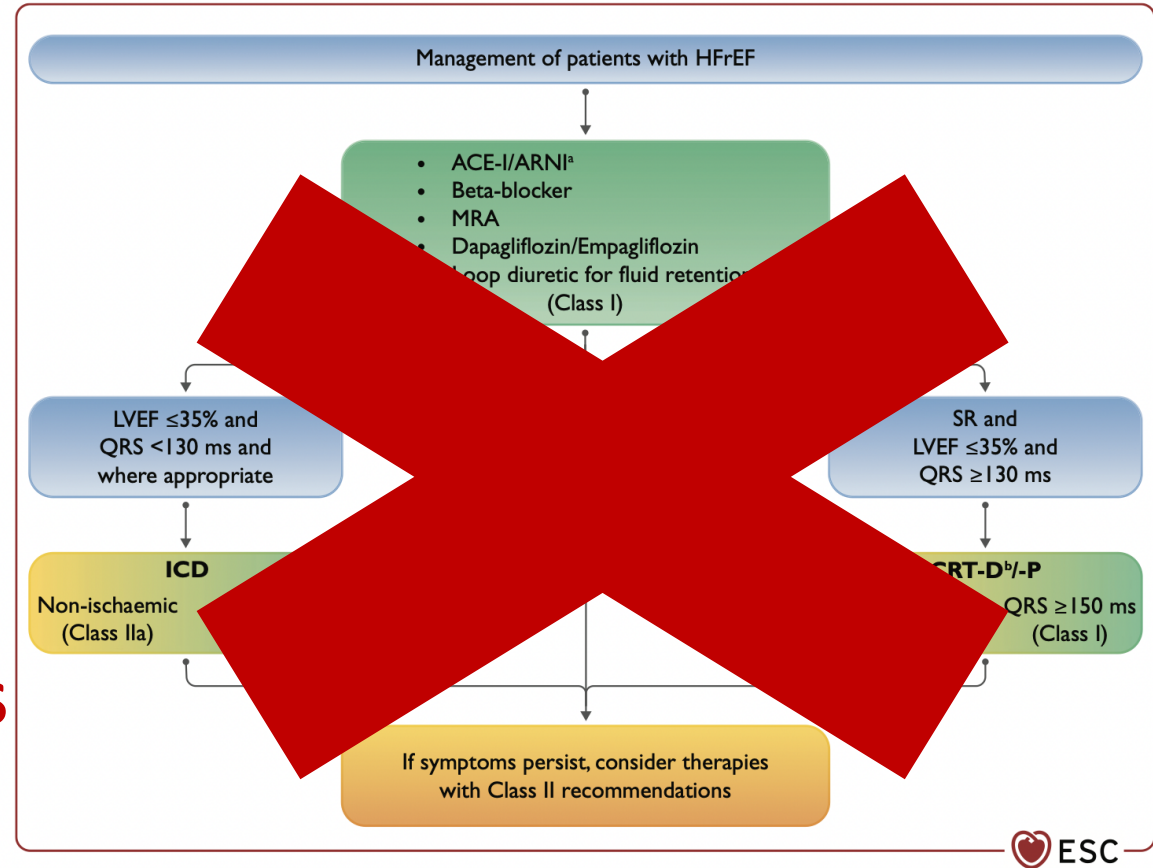 Management of patients with HFrEF
• ACE-I/ARNIᵃ
• Beta-blocker
• MRA
• Dapagliflozin/Empagliflozin
Loop diuretic for fluid retention
(Class I)
LVEF ≤35% and
QRS <130 ms and
where appropriate
SR and
LVEF ≤35% and
QRS ≥130 ms
ICD
Non-ischaemic
(Class IIa)
CRT-Dᵇ/-P
QRS ≥150 ms
(Class I)
S
If symptoms persist, consider therapies
with Class II recommendations
ESC